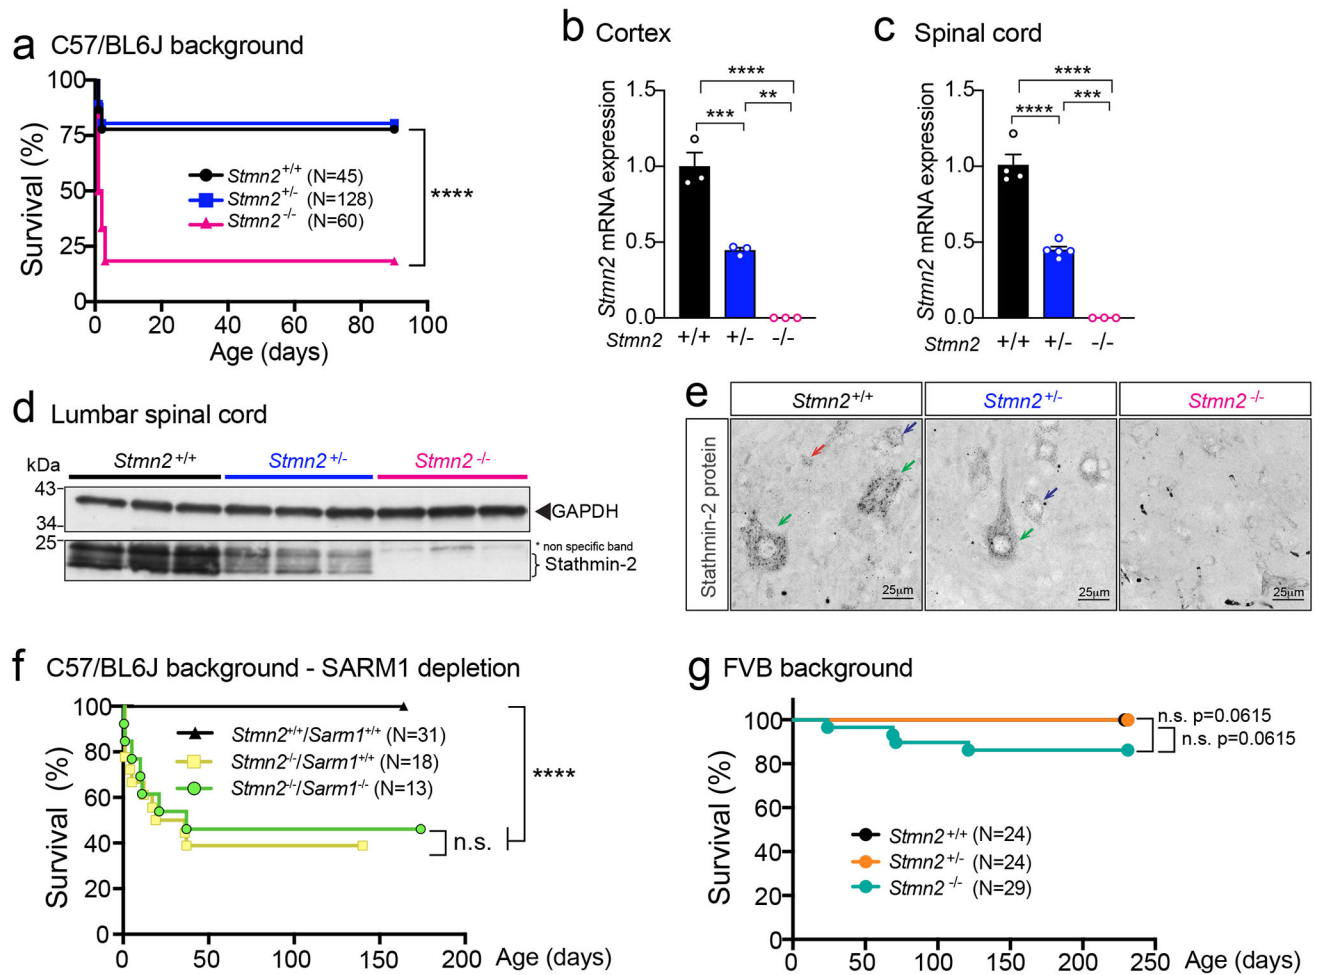 a C57/BL6J background
Survival (%)
100
75
50
25
0
0 20 40 60 80 100
Age (days)
Stmn2+/+ (N=45)
Stmn2+/- (N=128)
Stmn2-/- (N=60)
****
b Cortex
Stmn2 mRNA expression
1.5
1.0
0.5
0.0
****
**
***
Stmn2 +/+ +/- -/-
c Spinal cord
Stmn2 mRNA expression
1.5
1.0
0.5
0.0
****
***
****
Stmn2 +/+ +/- -/-
d Lumbar spinal cord
kDa Stmn2+/+ Stmn2+/- Stmn2-/-
43
34
25
GAPDH
* non specific band
Stathmin-2
e Stmn2+/+ Stmn2+/- Stmn2-/-
Stathmin-2 protein
25µm 25µm 25µm
f C57/BL6J background - SARM1 depletion
Survival (%)
100
80
60
40
20
0
0 50 100 150 200 Age (days)
Stmn2+/+/Sarm1+/+ (N=31)
Stmn2-/-/Sarm1+/+ (N=18)
Stmn2-/-/Sarm1-/- (N=13)
****
n.s.
g FVB background
Survival (%)
100
80
60
40
20
0
0 50 100 150 200 250 Age (days)
n.s. p=0.0615
n.s. p=0.0615
Stmn2+/+ (N=24)
Stmn2+/- (N=24)
Stmn2-/- (N=29)